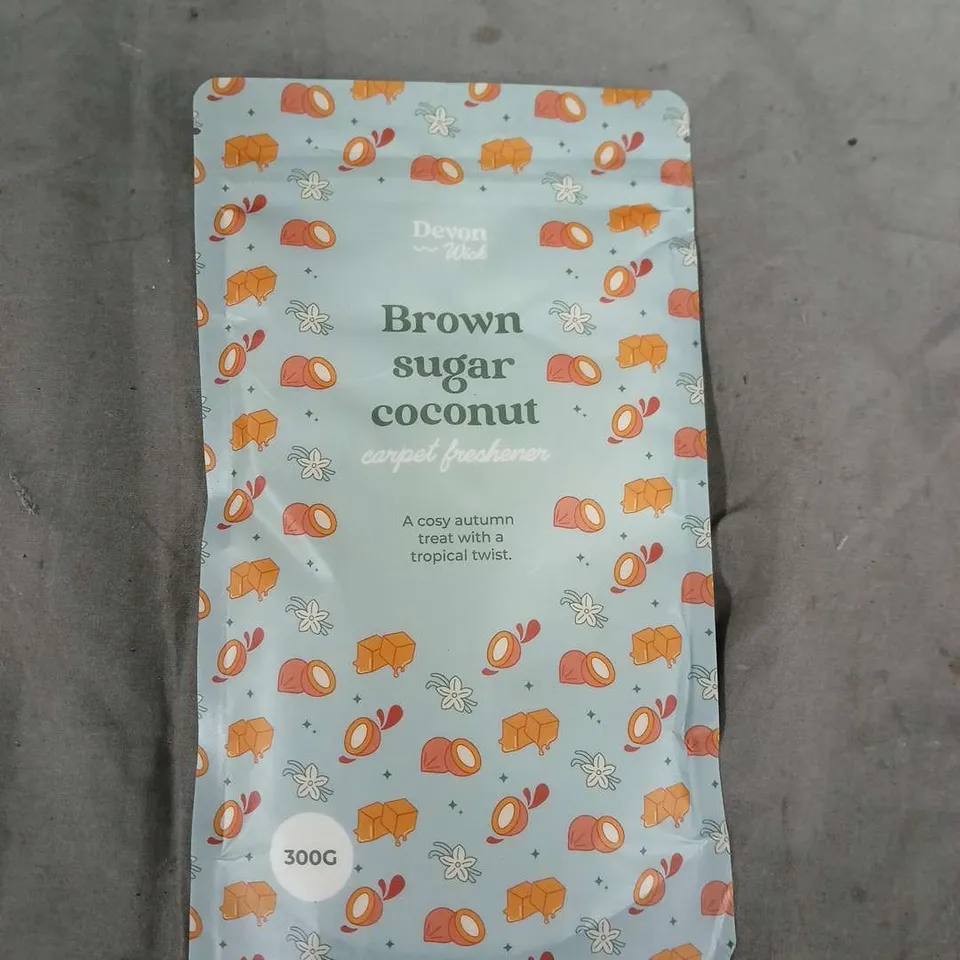 Devon
Wick
Brown
sugar
coconut
carpet freshener
A cosy autumn
treat with a
tropical twist.
300G